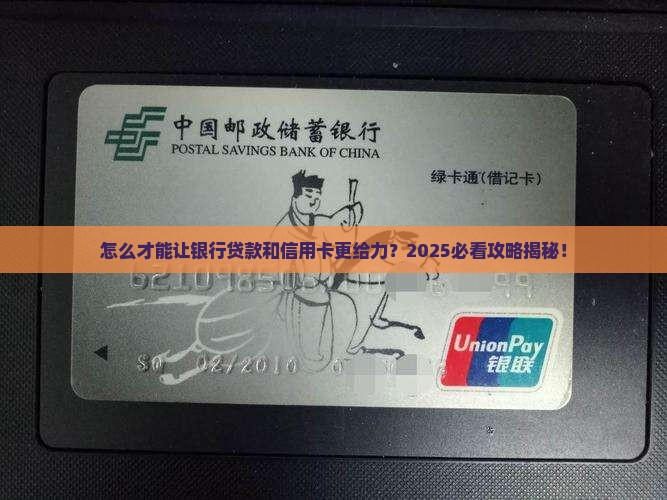 中国邮政储蓄银行
POSTAL SAVINGS BANK OF CHINA
绿卡通(借记卡)
怎么才能让银行贷款和信用卡更给力？2025必看攻略揭秘！
02/2010
UnionPay
银联